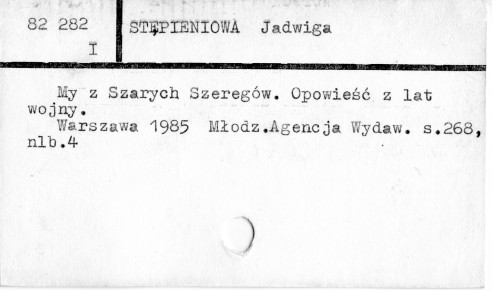 82 282
I
STĘPIENIOWA Jadwiga
My z Szarych Szeregów. Opowieść z lat
wojny.
Warszawa 1985 Młodz.Agencja Wydaw. s.268,
nlb.4